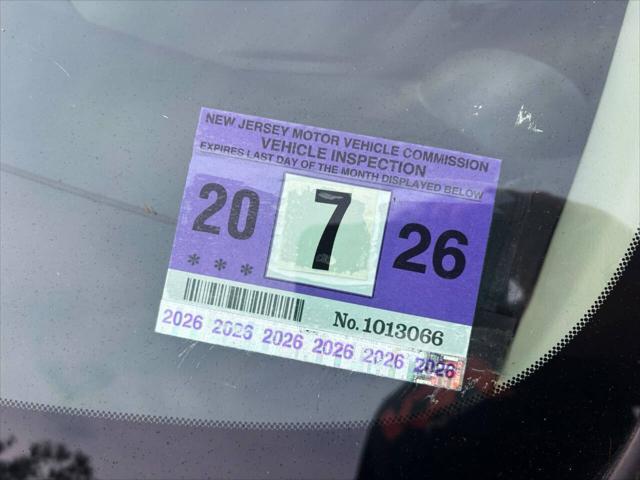 NEW JERSEY MOTOR VEHICLE COMMISSION
VEHICLE INSPECTION
EXPIRES LAST DAY OF THE MONTH DISPLAYED BELOW
20 7 26
***
No. 1013066
2026 2026 2026 2026 2026 2026